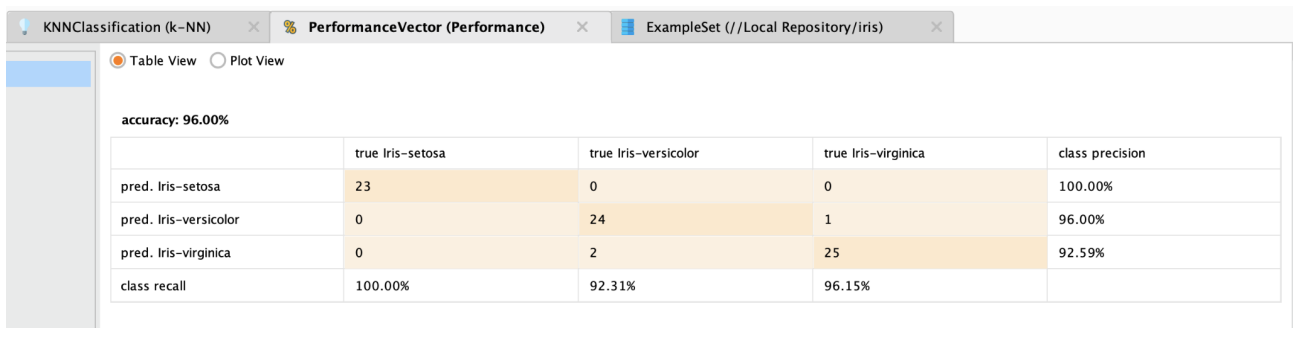 KNNClassification (k-NN) % PerformanceVector (Performance) ExampleSet (//Local Repository/iris)
Table View Plot View
accuracy: 96.00%
true Iris-setosa true Iris-versicolor true Iris-virginica class precision
pred. Iris-setosa 23 0 0 100.00%
pred. Iris-versicolor 0 24 1 96.00%
pred. Iris-virginica 0 2 25 92.59%
class recall 100.00% 92.31% 96.15%